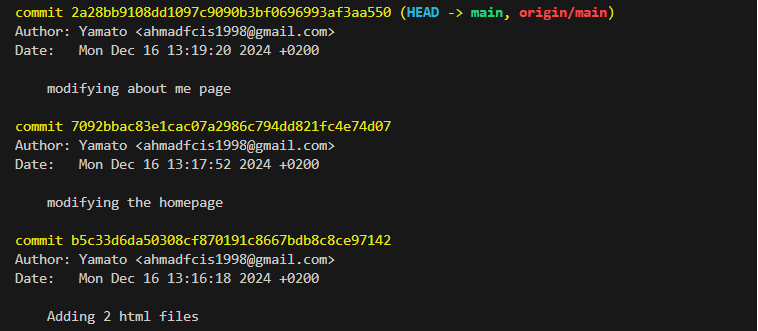 commit 2a28bb9108dd1097c9090b3bf0696993af3aa550 (HEAD -> main, origin/main)
Author: Yamato <ahmadfcis1998@gmail.com>
Date:   Mon Dec 16 13:19:20 2024 +0200
    modifying about me page
commit 7092bbac83e1cac07a2986c794dd821fc4e74d07
Author: Yamato <ahmadfcis1998@gmail.com>
Date:   Mon Dec 16 13:17:52 2024 +0200
    modifying the homepage
commit b5c33d6da50308cf870191c8667bdb8c8ce97142
Author: Yamato <ahmadfcis1998@gmail.com>
Date:   Mon Dec 16 13:16:18 2024 +0200
    Adding 2 html files